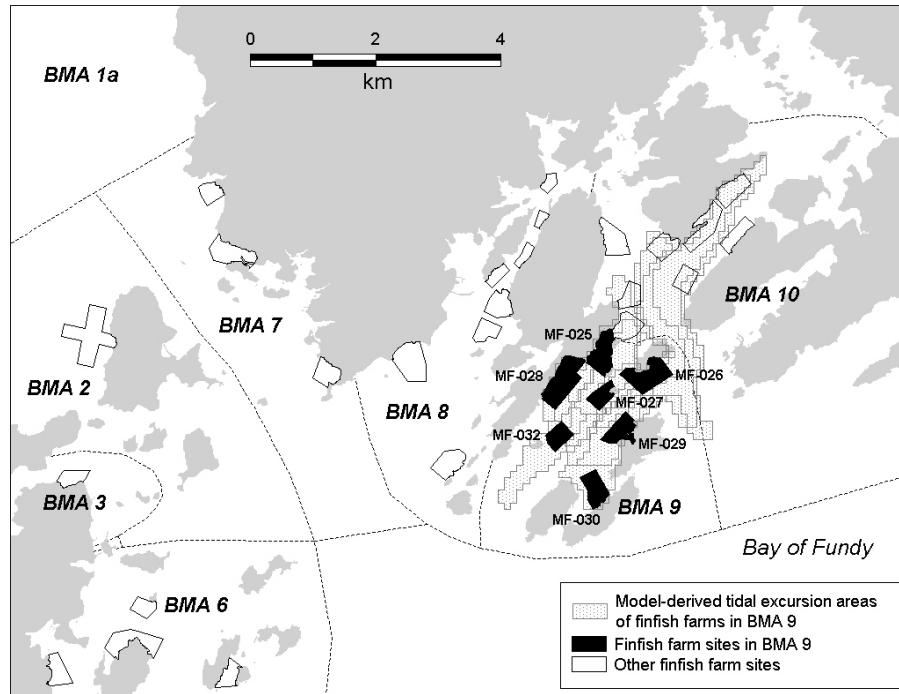 0 2 4
km
BMA 1a
BMA 10
BMA 7
MF-025
BMA 2
MF-028
MF-026
BMA 8
MF-027
MF-032
MF-029
BMA 3
MF-030
BMA 9
Bay of Fundy
BMA 6
Model-derived tidal excursion areas
of finfish farms in BMA 9
Finfish farm sites in BMA 9
Other finfish farm sites